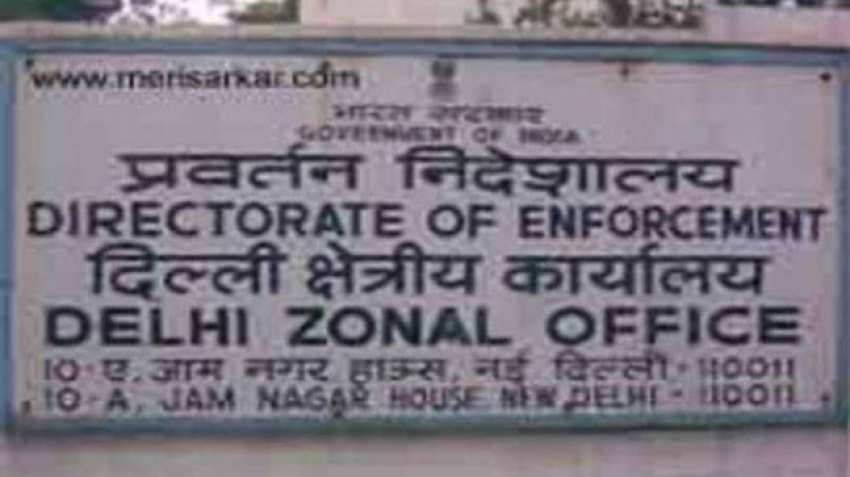 www.merisarkar.com
भारत सरकार
GOVERNMENT OF INDIA
प्रवर्तन निदेशालय
DIRECTORATE OF ENFORCEMENT
दिल्ली क्षेत्रीय कार्यालय
DELHI ZONAL OFFICE
10-ए, जाम नगर हाऊस, नई दिल्ली - 110011
10-A, JAM NAGAR HOUSE NEW DELHI - 110011